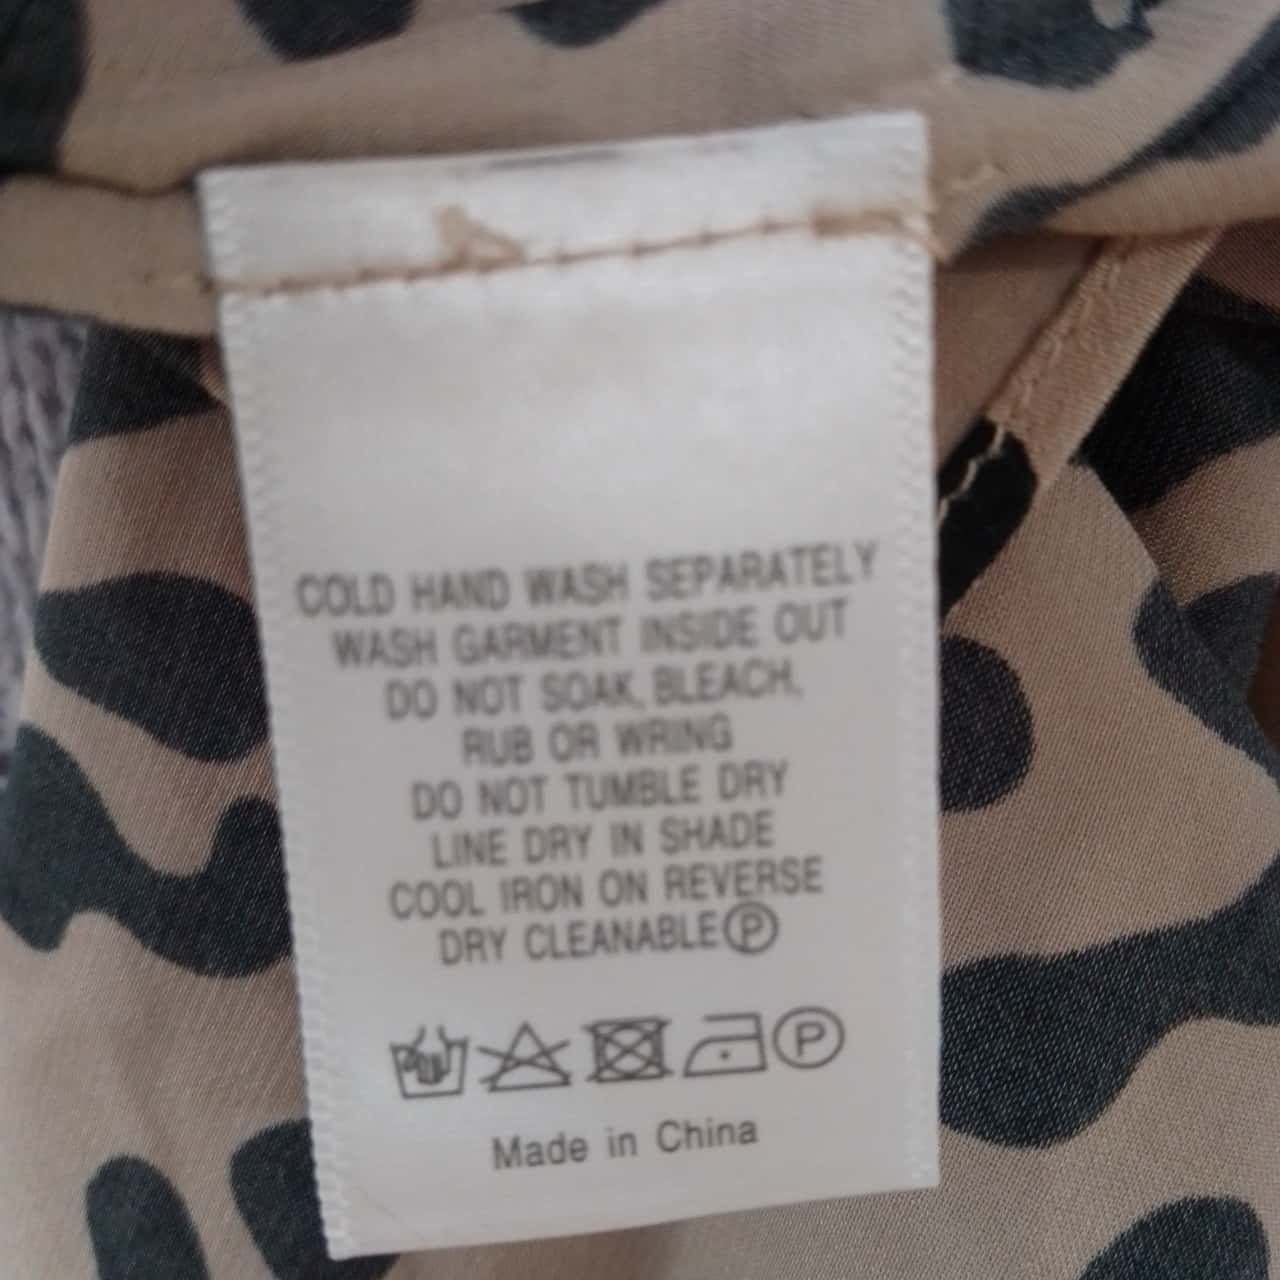 COLD HAND WASH SEPARATELY
WASH GARMENT INSIDE OUT
DO NOT SOAK, BLEACH,
RUB OR WRING
DO NOT TUMBLE DRY
LINE DRY IN SHADE
COOL IRON ON REVERSE
DRY CLEANABLE Ⓟ
Ⓟ
Made in China